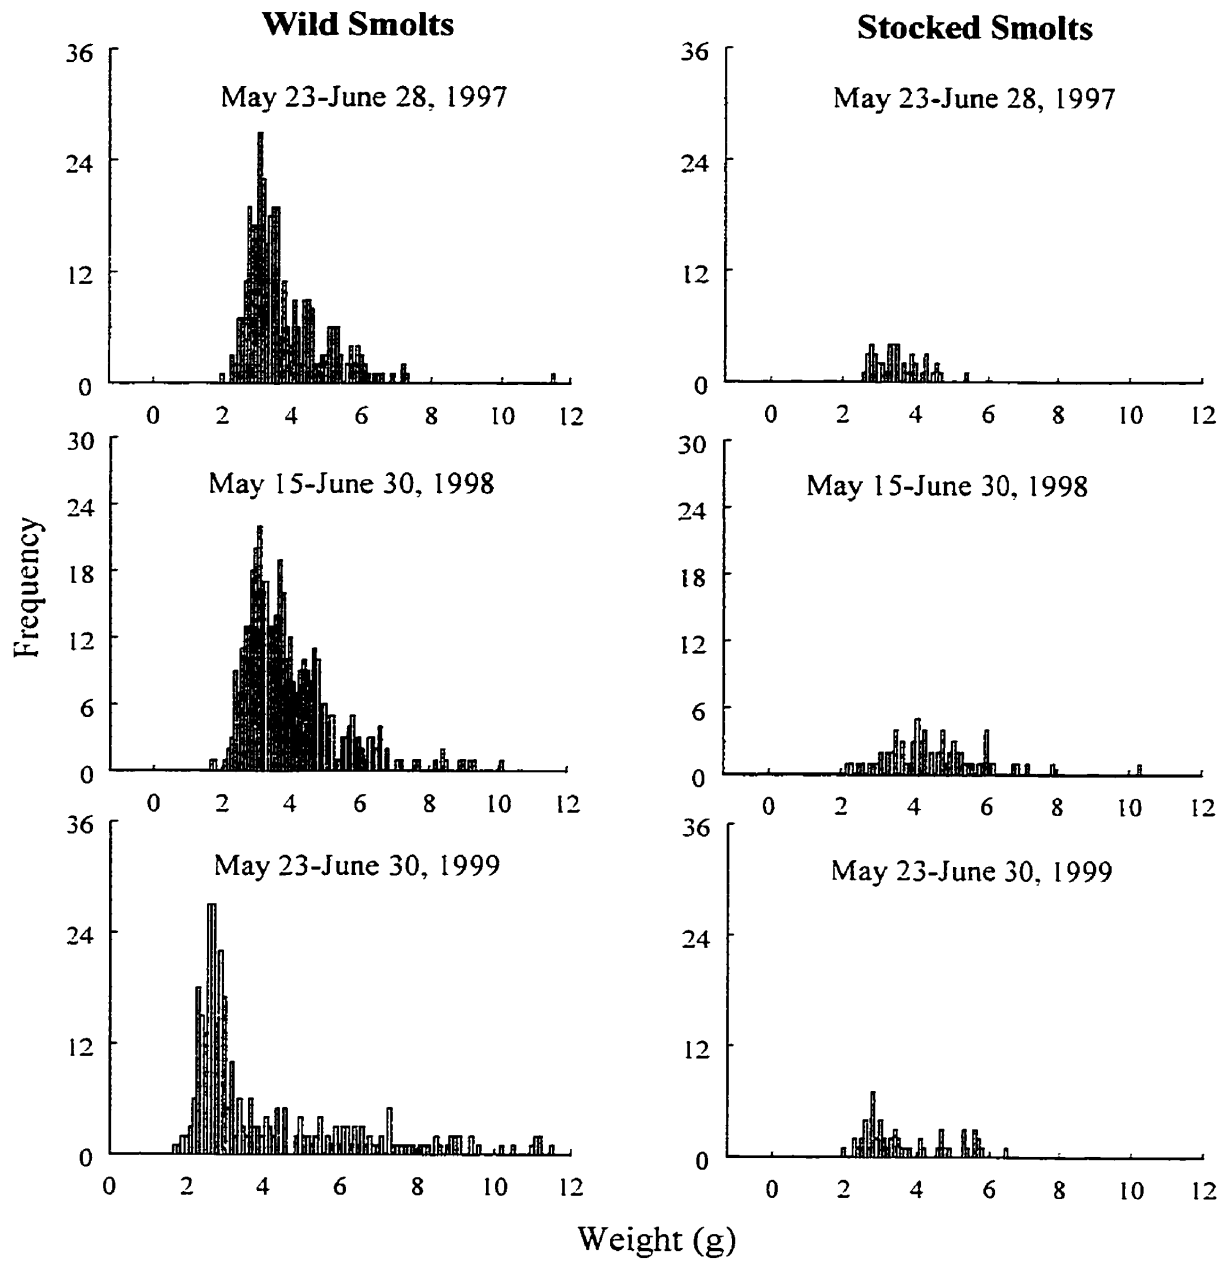 Wild Smolts
Stocked Smolts
36
24
12
0
May 23-June 28, 1997
0 2 4 6 8 10 12
36
24
12
0
May 23-June 28, 1997
0 2 4 6 8 10 12
Frequency
30
24
18
12
6
0
May 15-June 30, 1998
0 2 4 6 8 10 12
30
24
18
12
6
0
May 15-June 30, 1998
0 2 4 6 8 10 12
36
24
12
0
May 23-June 30, 1999
0 2 4 6 8 10 12
36
24
12
0
May 23-June 30, 1999
0 2 4 6 8 10 12
Weight (g)